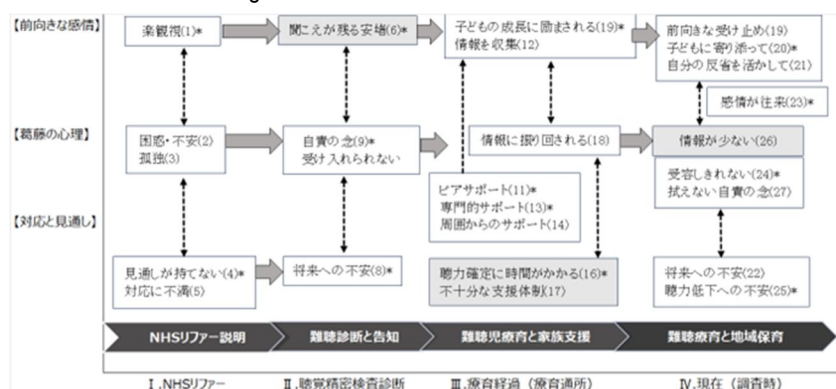 【前向きな感情】
楽観視(1)*
聞こえが残る安堵(6)*
子どもの成長に励まされる(19)*
情報を収集(12)
前向きな受け止め(19)
子どもに寄り添って(20)*
自分の反省を活かして(21)
感情が往来(23)*
【葛藤の心理】
困惑・不安(2)
孤独(3)
自責の念(9)*
受け入れられない
情報に振り回される(18)
情報が少ない(26)
受容しきれない(24)*
拭えない自責の念(27)
ピアサポート(11)*
専門的サポート(13)*
周囲からのサポート(14)
【対応と見通し】
見通しが持てない(4)*
対応に不満(5)
将来への不安(8)*
聴力確定に時間がかかる(16)*
不十分な支援体制(17)
将来への不安(22)
聴力低下への不安(25)*
NHSリファー説明
難聴診断と告知
難聴児療育と家族支援
難聴療育と地域保育
Ⅰ.NHSリファー
Ⅱ.聴覚精密検査診断
Ⅲ.療育経過（療育通所）
Ⅳ.現在（調査時）